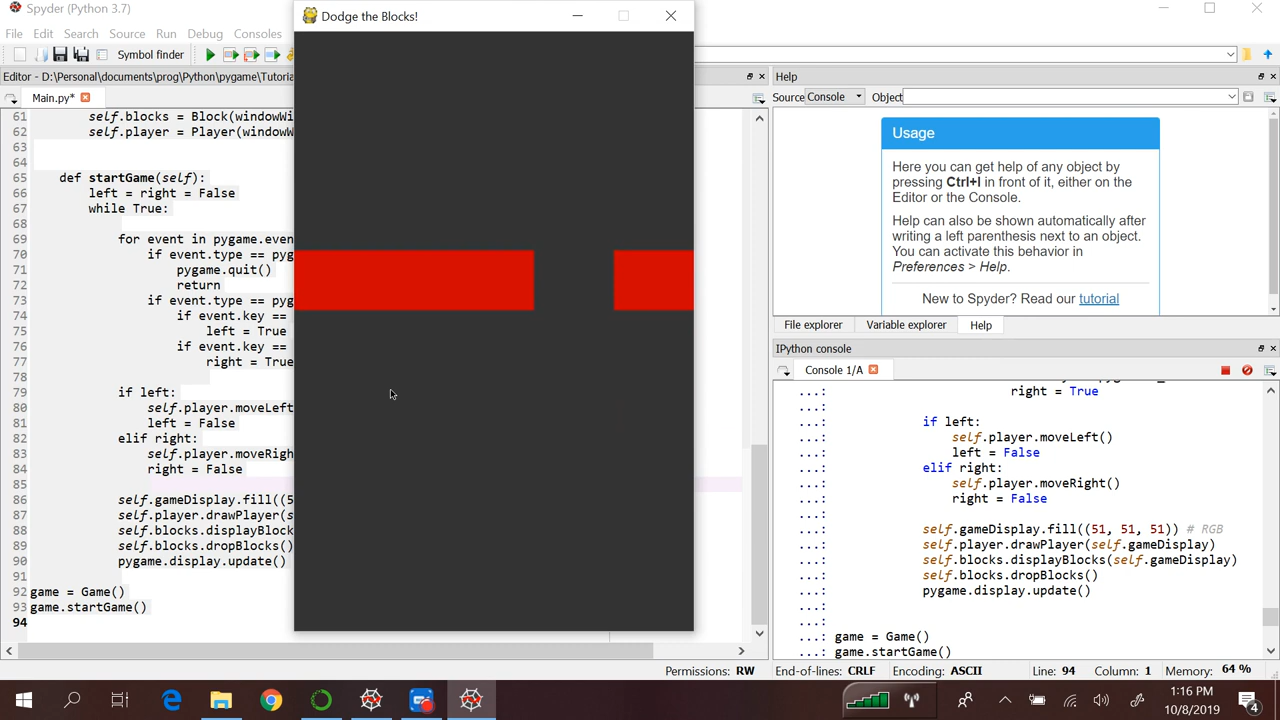 Spyder (Python 3.7)
Dodge the Blocks!
File Edit Search Source Run Debug Consoles
Symbol finder
Editor - D:\Personal\documents\prog\Python\pygame\Tutoria
Help
Main.py*
Source Console Object
61 self.blocks = Block(windowWi
62 self.player = Player(windowW
63
64
65 def startGame(self):
66 left = right = False
67 while True:
68
69 for event in pygame.even
70 if event.type == pyg
71 pygame.quit()
72 return
73 if event.type == pyg
74 if event.key ==
75 left = True
76 if event.key ==
77 right = True
78
79 if left:
80 self.player.moveLeft
81 left = False
82 elif right:
83 self.player.moveRigh
84 right = False
85
86 self.gameDisplay.fill((5
87 self.player.drawPlayer(s
88 self.blocks.displayBlock
89 self.blocks.dropBlocks()
90 pygame.display.update()
91
92 game = Game()
93 game.startGame()
94
Usage
Here you can get help of any object by
pressing Ctrl+I in front of it, either on the
Editor or the Console.
Help can also be shown automatically after
writing a left parenthesis next to an object.
You can activate this behavior in
Preferences > Help.
New to Spyder? Read our tutorial
File explorer Variable explorer Help
IPython console
Console 1/A
...: right = True
...:
...: if left:
...: self.player.moveLeft()
...: left = False
...: elif right:
...: self.player.moveRight()
...: right = False
...:
...: self.gameDisplay.fill((51, 51, 51)) # RGB
...: self.player.drawPlayer(self.gameDisplay)
...: self.blocks.displayBlocks(self.gameDisplay)
...: self.blocks.dropBlocks()
...: pygame.display.update()
...:
...:
...: game = Game()
...: game.startGame()
Permissions: RW End-of-lines: CRLF Encoding: ASCII Line: 94 Column: 1 Memory: 64 %
1:16 PM
10/8/2019
4